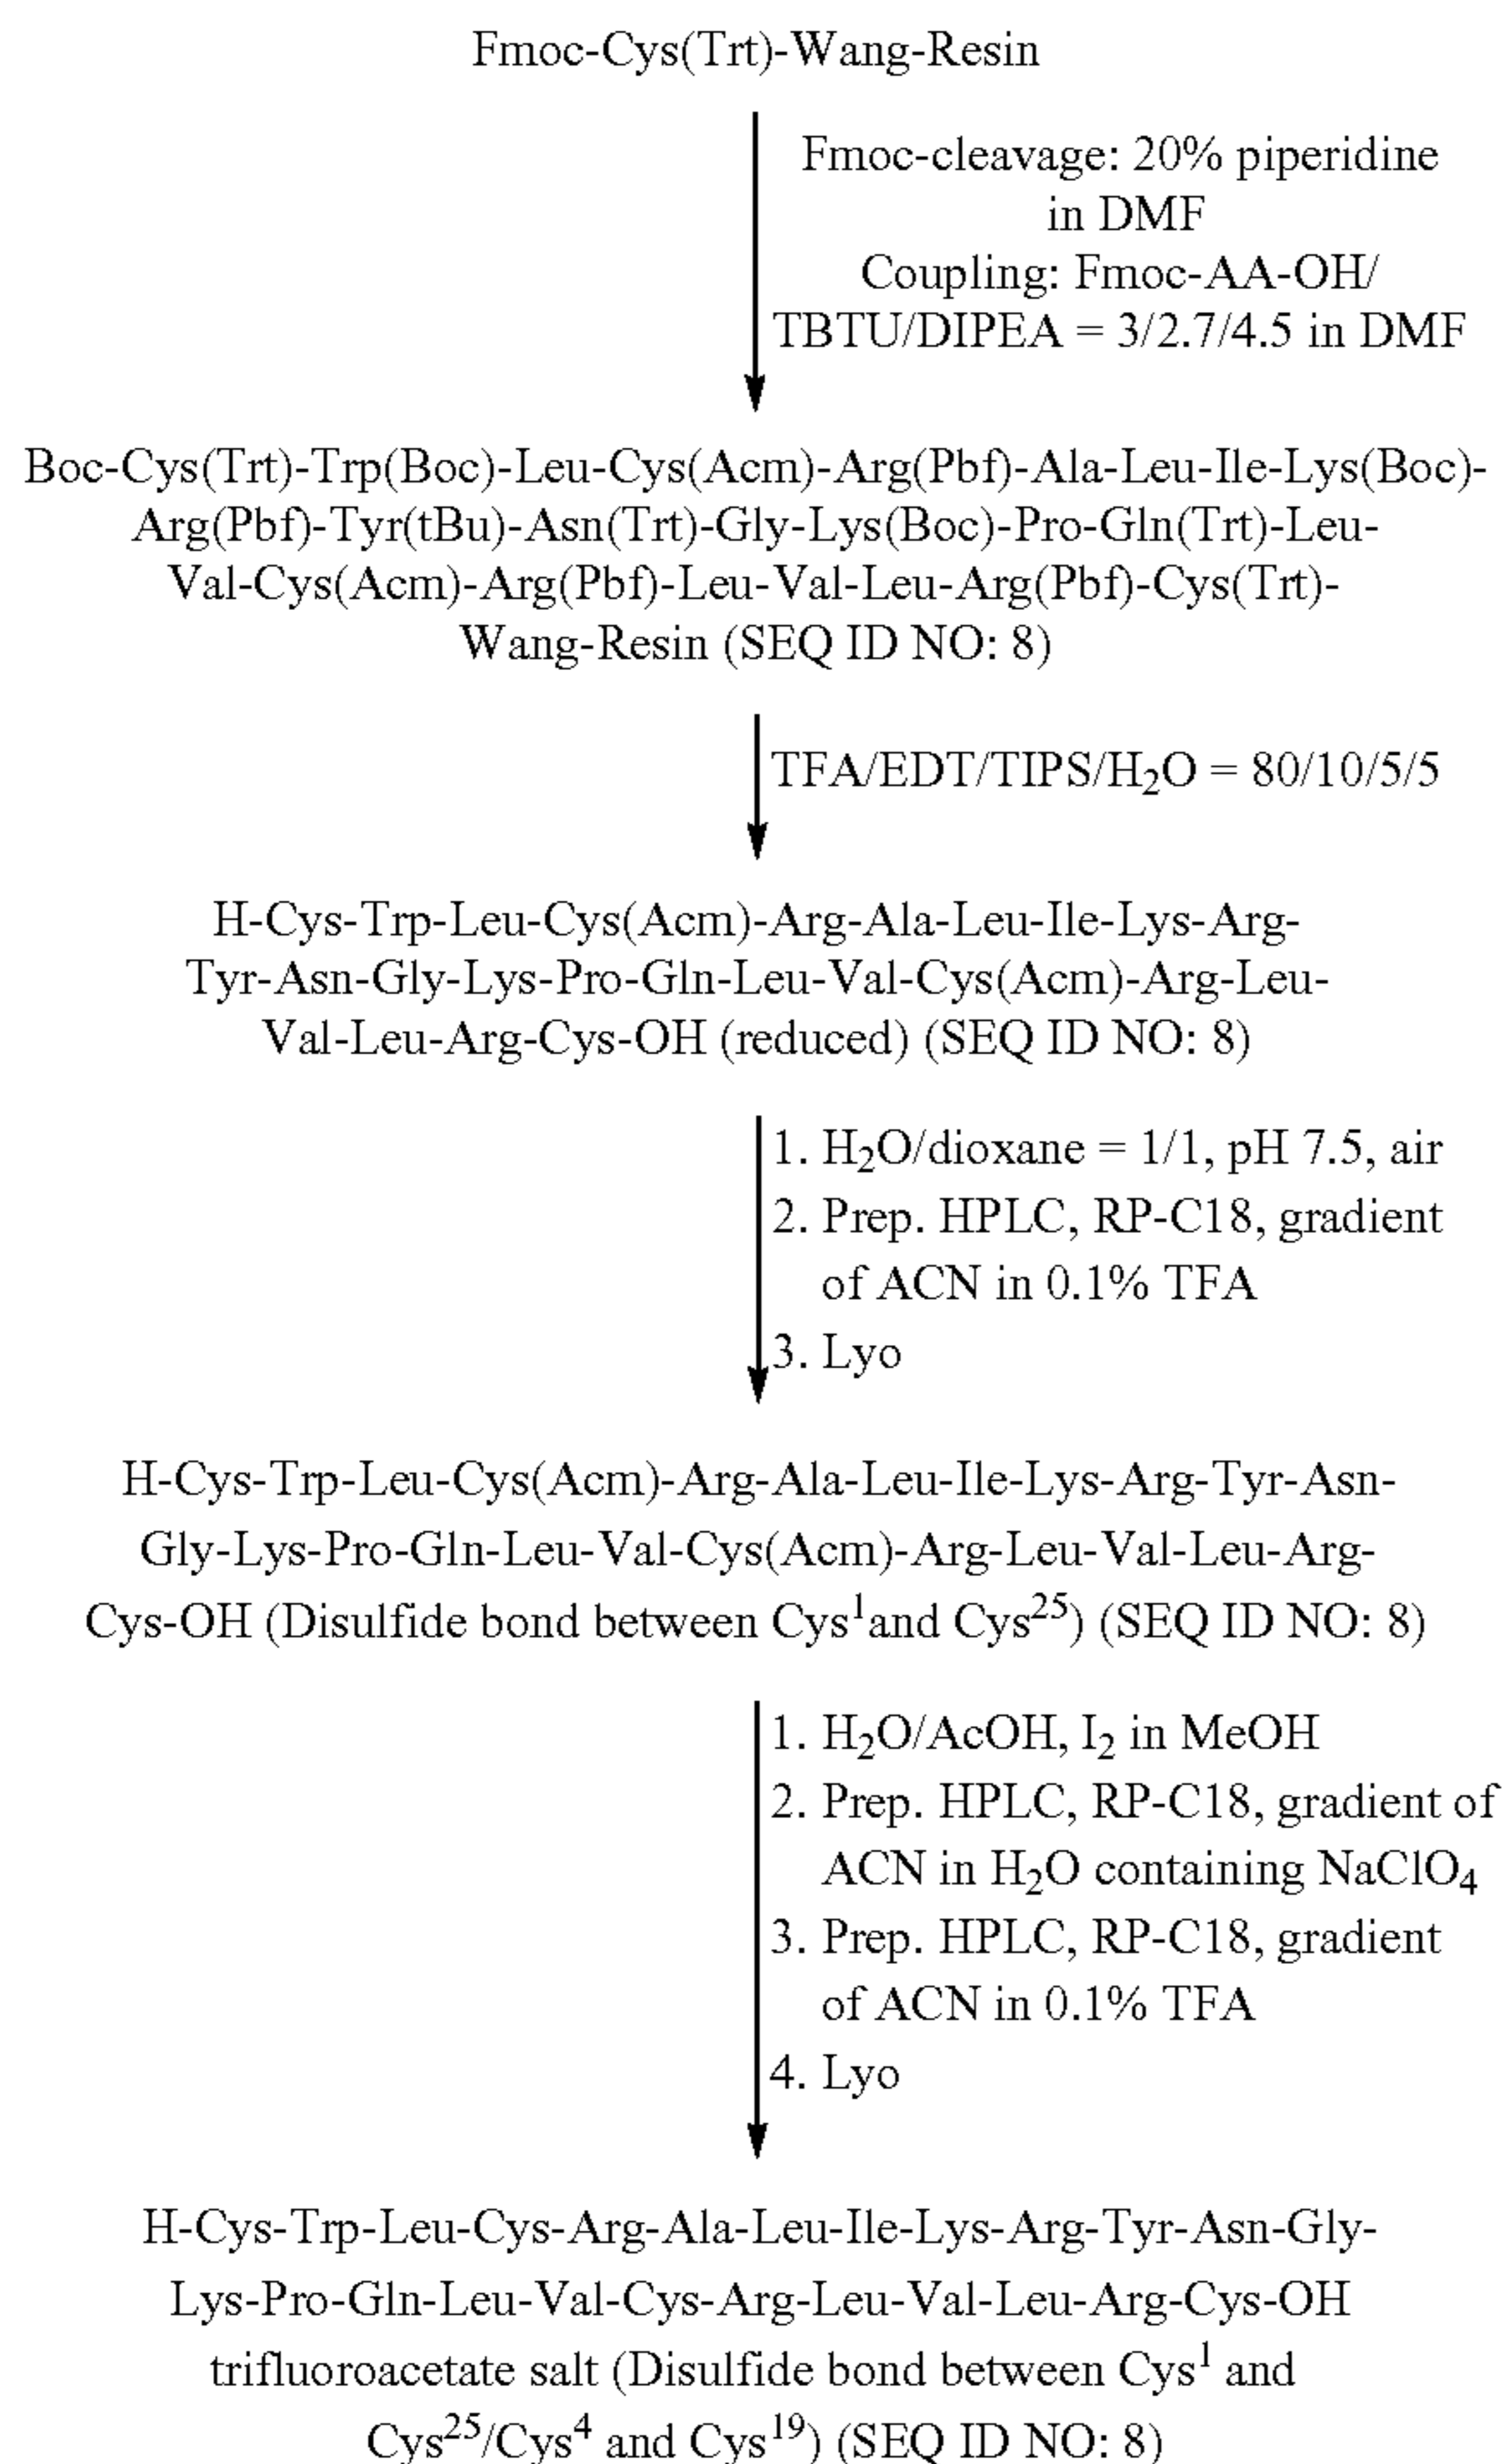 Fmoc-Cys(Trt)-Wang-Resin
Fmoc-cleavage: 20% piperidine
in DMF
Coupling: Fmoc-AA-OH/
TBTU/DIPEA = 3/2.7/4.5 in DMF
Boc-Cys(Trt)-Trp(Boc)-Leu-Cys(Acm)-Arg(Pbf)-Ala-Leu-Ile-Lys(Boc)-
Arg(Pbf)-Tyr(tBu)-Asn(Trt)-Gly-Lys(Boc)-Pro-Gln(Trt)-Leu-
Val-Cys(Acm)-Arg(Pbf)-Leu-Val-Leu-Arg(Pbf)-Cys(Trt)-
Wang-Resin (SEQ ID NO: 8)
TFA/EDT/TIPS/H₂O = 80/10/5/5
H-Cys-Trp-Leu-Cys(Acm)-Arg-Ala-Leu-Ile-Lys-Arg-
Tyr-Asn-Gly-Lys-Pro-Gln-Leu-Val-Cys(Acm)-Arg-Leu-
Val-Leu-Arg-Cys-OH (reduced) (SEQ ID NO: 8)
1. H₂O/dioxane = 1/1, pH 7.5, air
2. Prep. HPLC, RP-C18, gradient
of ACN in 0.1% TFA
3. Lyo
H-Cys-Trp-Leu-Cys(Acm)-Arg-Ala-Leu-Ile-Lys-Arg-Tyr-Asn-
Gly-Lys-Pro-Gln-Leu-Val-Cys(Acm)-Arg-Leu-Val-Leu-Arg-
Cys-OH (Disulfide bond between Cys¹and Cys²⁵) (SEQ ID NO: 8)
1. H₂O/AcOH, I₂ in MeOH
2. Prep. HPLC, RP-C18, gradient of
ACN in H₂O containing NaClO₄
3. Prep. HPLC, RP-C18, gradient
of ACN in 0.1% TFA
4. Lyo
H-Cys-Trp-Leu-Cys-Arg-Ala-Leu-Ile-Lys-Arg-Tyr-Asn-Gly-
Lys-Pro-Gln-Leu-Val-Cys-Arg-Leu-Val-Leu-Arg-Cys-OH
trifluoroacetate salt (Disulfide bond between Cys¹ and
Cys²⁵/Cys⁴ and Cys¹⁹) (SEQ ID NO: 8)